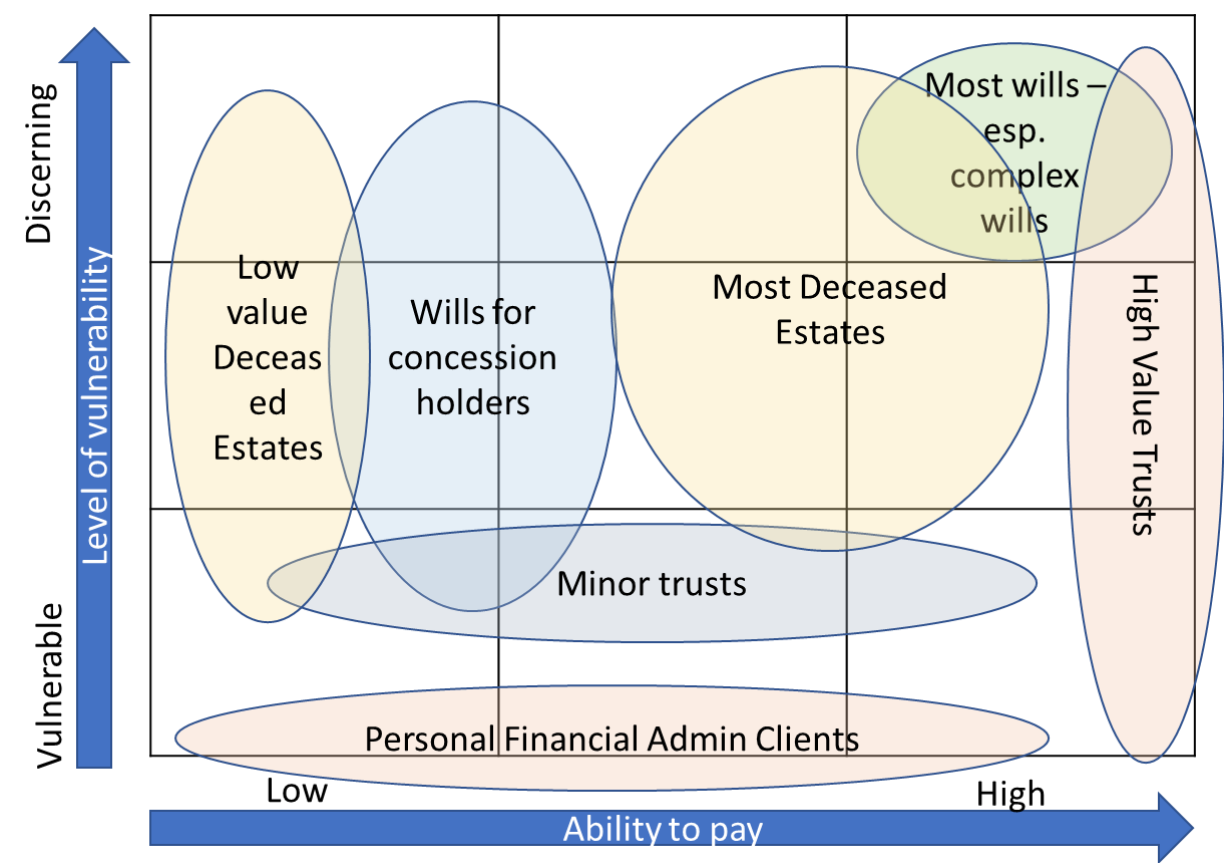 Discerning
Level of vulnerability
Vulnerable
Low
value
Deceas
ed
Estates
Wills for
concession
holders
Most Deceased
Estates
Most wills –
esp.
complex
wills
High Value Trusts
Minor trusts
Personal Financial Admin Clients
Low
High
Ability to pay